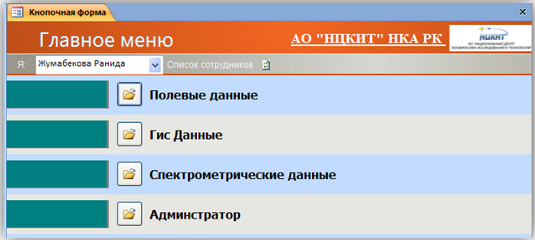 Кнопочная форма
Главное меню
АО "НЦКИТ" НКА РК
НЦКИТ
Я:
Жумабекова Ранида
Список сотрудников
Полевые данные
Гис Данные
Спектрометрические данные
Админстратор